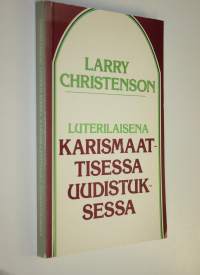 LARRY
CHRISTENSON
LUTERILAISENA
KARISMAAT-
TISESSA
UUDISTUK-
SESSA